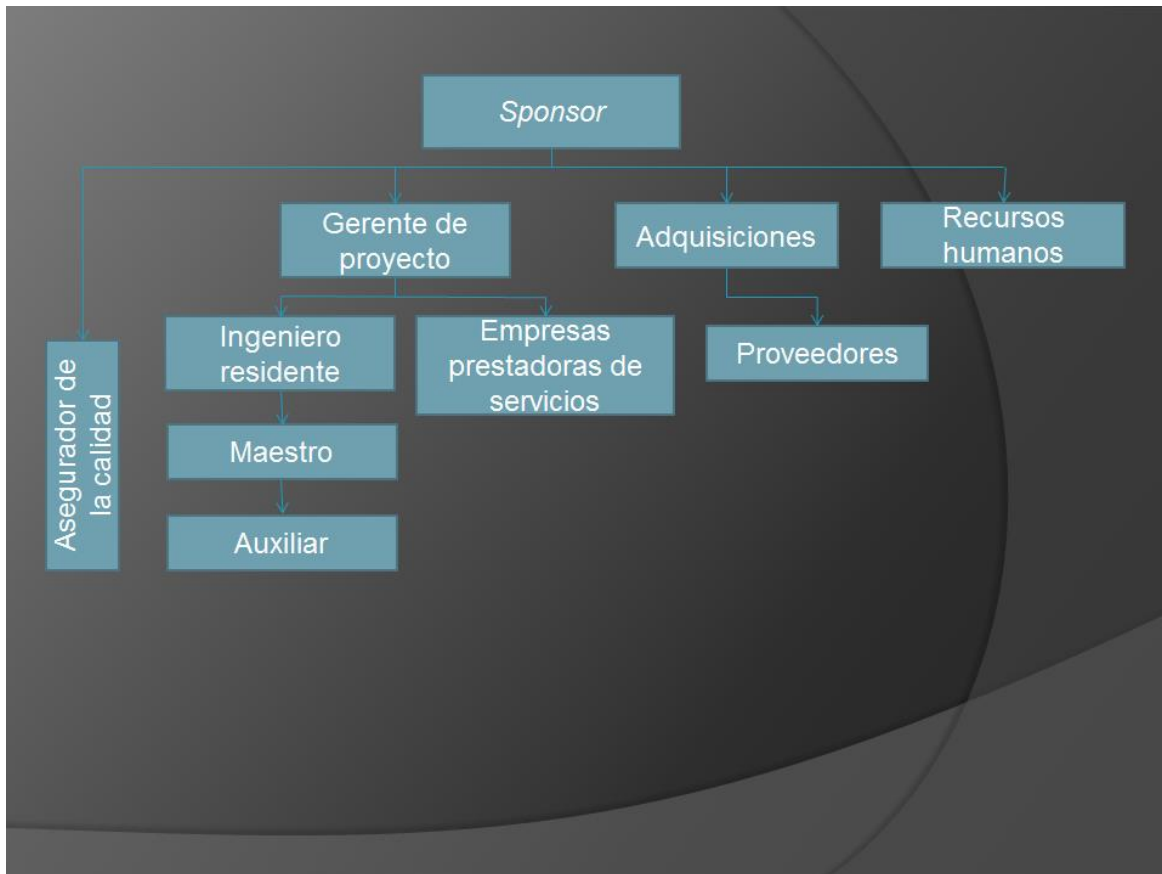 Sponsor
Gerente de
proyecto
Adquisiciones
Recursos
humanos
Ingeniero
residente
Empresas
prestadoras de
servicios
Proveedores
Asegurador de
la calidad
Maestro
Auxiliar